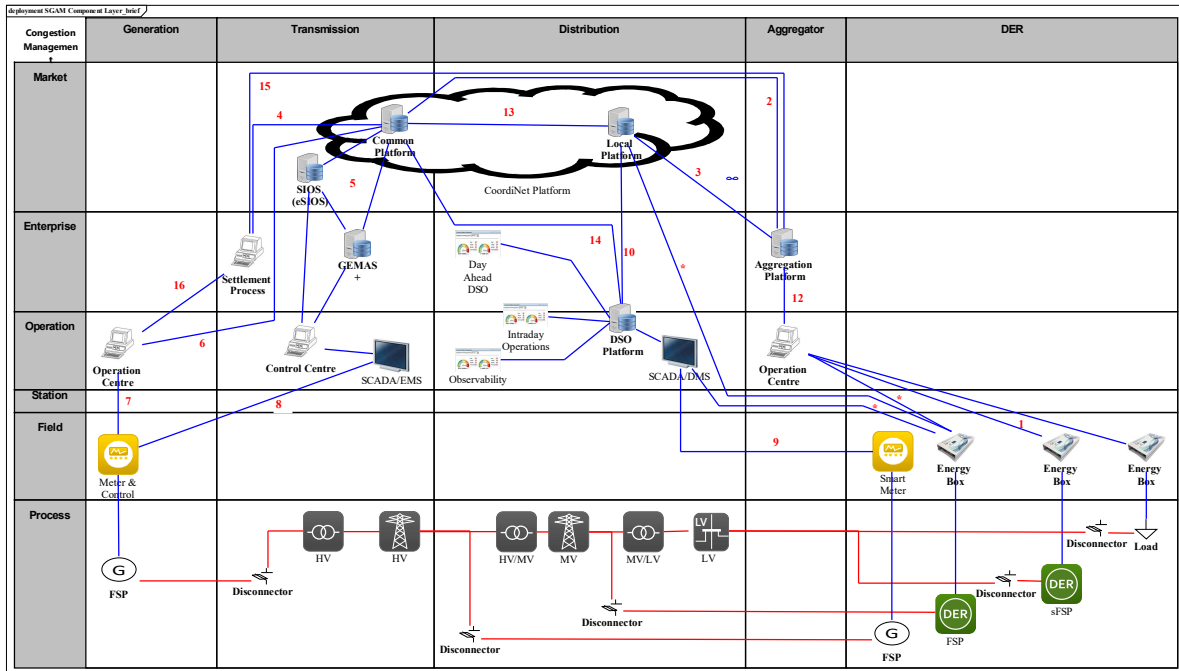 deployment SGAM Component Layer_brief
Congestion
Managemen
t
Generation
Transmission
Distribution
Aggregator
DER
Market
15
4
13
2
Common
Platform
Local
Platform
SIOS
(eSIOS)
5
3
∞
CoordiNet Platform
Enterprise
Settlement
Process
GEMAS
+
Day
Ahead
DSO
14
10
*
Aggregation
Platform
16
12
Operation
6
Operation
Centre
Control Centre
SCADA/EMS
Intraday
Operations
Observability
DSO
Platform
SCADA/DMS
Operation
Centre
Station
7
8
*
*
Field
1
9
Meter &
Control
Smart
Meter
Energy
Box
Energy
Box
Energy
Box
Process
HV
HV
HV/MV
MV
MV/LV
LV
LV
Disconnector
Load
G
FSP
Disconnector
Disconnector
Disconnector
Disconnector
DER
sFSP
DER
FSP
G
FSP